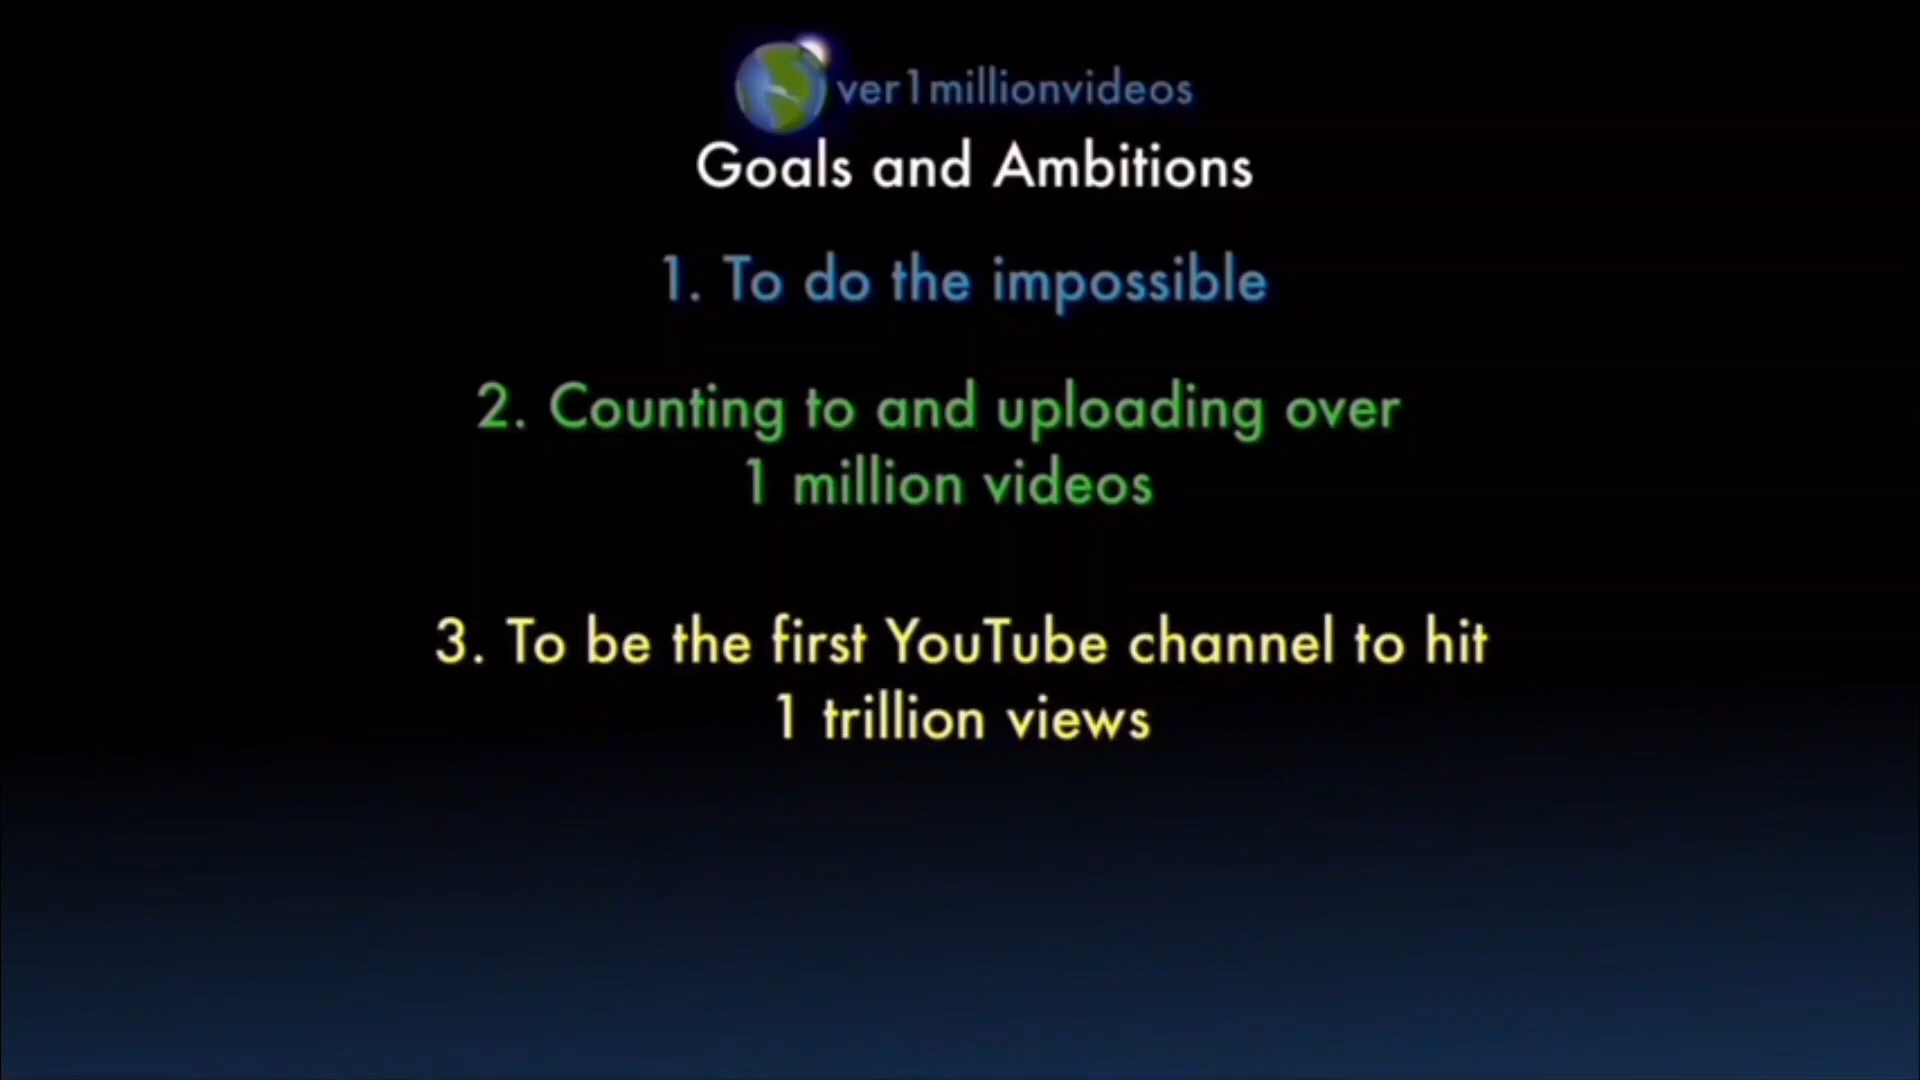 ver1millionvideos
Goals and Ambitions
1. To do the impossible
2. Counting to and uploading over
1 million videos
3. To be the first YouTube channel to hit
1 trillion views